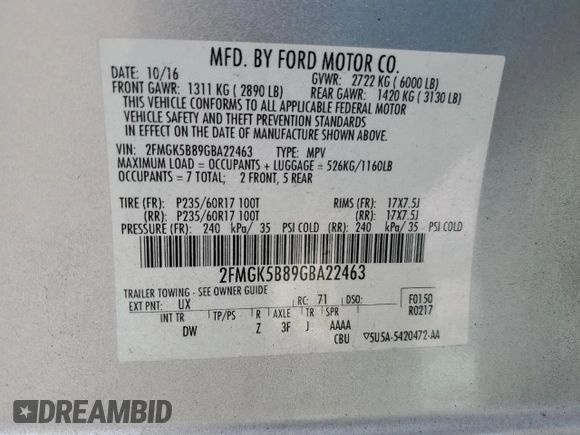 MFD. BY FORD MOTOR CO.
DATE: 10/16 GVWR: 2722 KG ( 6000 LB)
FRONT GAWR: 1311 KG ( 2890 LB) REAR GAWR: 1420 KG ( 3130 LB)
THIS VEHICLE CONFORMS TO ALL APPLICABLE FEDERAL MOTOR
VEHICLE SAFETY AND THEFT PREVENTION STANDARDS
IN EFFECT ON THE DATE OF MANUFACTURE SHOWN ABOVE.
VIN: 2FMGK5B89GBA22463 TYPE: MPV
MAXIMUM LOAD = OCCUPANTS + LUGGAGE = 526KG/1160LB
OCCUPANTS = 7 TOTAL; 2 FRONT, 5 REAR
TIRE (FR): P235/60R17 100T RIMS (FR): 17X7.5J
(RR): P235/60R17 100T (RR): 17X7.5J
PRESSURE (FR): 240 kPa/ 35 PSI COLD (RR): 240 kPa/ 35 PSI COLD
2FMGK5B89GBA22463
TRAILER TOWING - SEE OWNER GUIDE
EXT PNT: UX RC: 71 DSO: F0150
INT TR TP/PS R AXLE TR SPR R0217
DW Z 3F J AAAA
CBU 5U5A-5420472-AA
DREAMBID